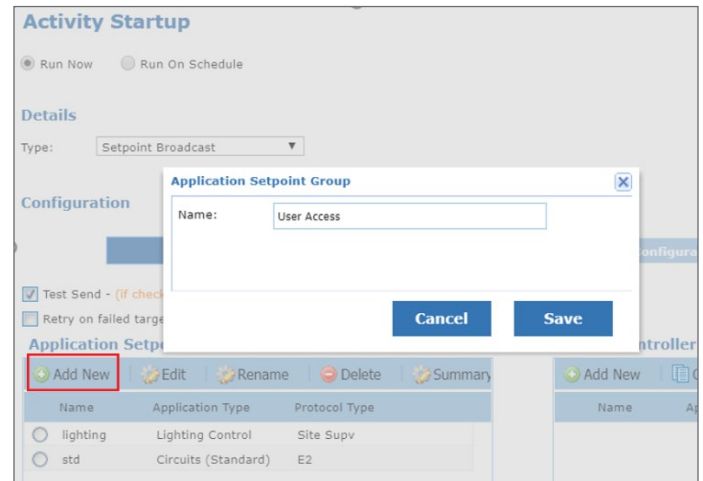 Activity Startup
Run Now Run On Schedule
Details
Type: Setpoint Broadcast
Application Setpoint Group
Configuration
Name: User Access
Test Send - (if check
Retry on failed targe
Cancel Save
Application Setpo
Add New Edit Rename Delete Summary Add New
Name Application Type Protocol Type Name
lighting Lighting Control Site Supv
std Circuits (Standard) E2